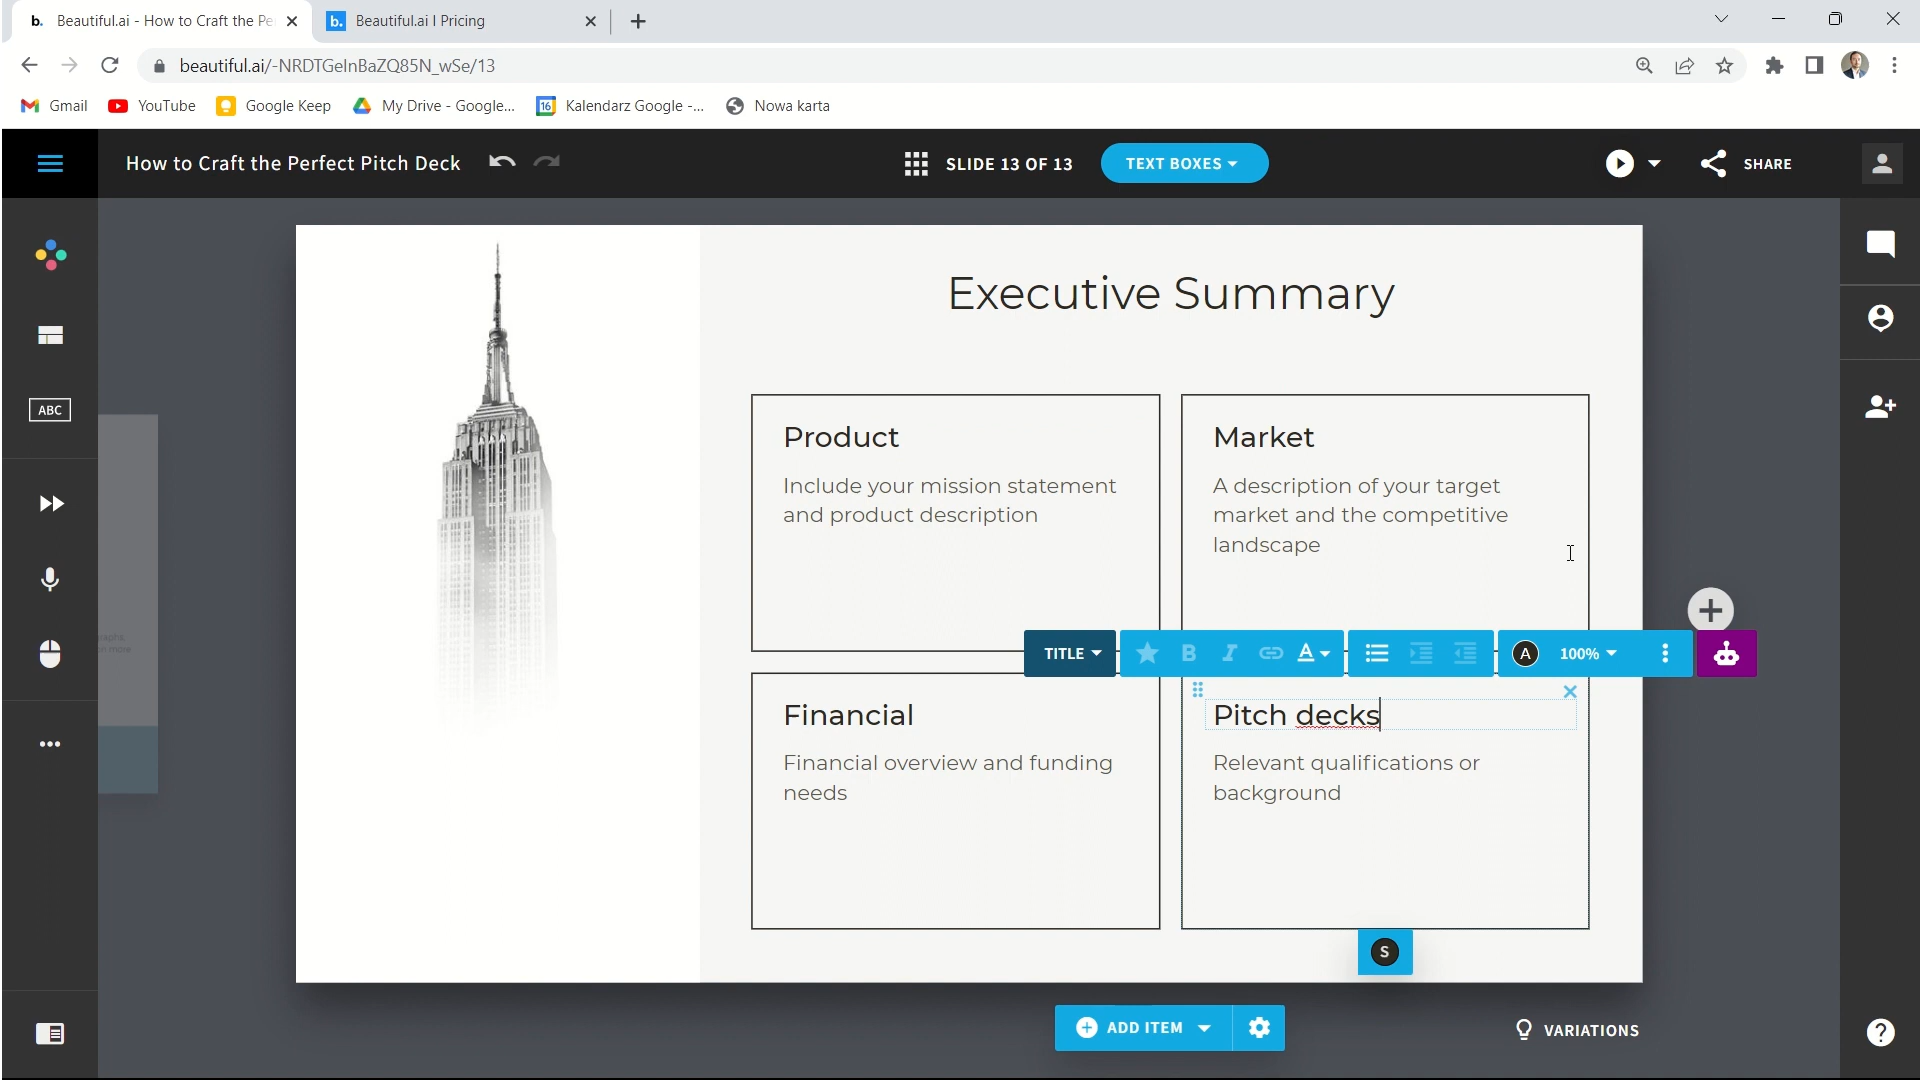 b. Beautiful.ai - How to Craft the Pe
b. Beautiful.ai | Pricing
beautiful.ai/-NRDTGelnBaZQ85N_wSe/13
Gmail
YouTube
Google Keep
My Drive - Google...
16 Kalendarz Google -...
Nowa karta
How to Craft the Perfect Pitch Deck
SLIDE 13 OF 13
TEXT BOXES
SHARE
ABC
Executive Summary
Product
Include your mission statement
and product description
Market
A description of your target
market and the competitive
landscape
TITLE
B
I
A
A
100%
Financial
Financial overview and funding
needs
Pitch decks
Relevant qualifications or
background
S
ADD ITEM
VARIATIONS
?